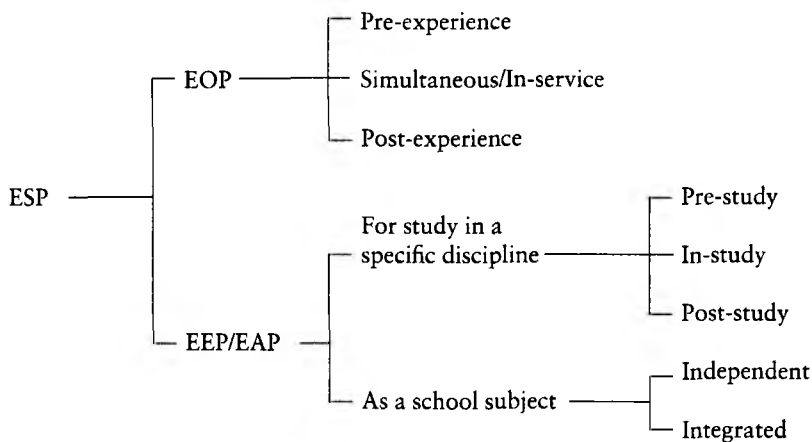 Pre-experience
EOP
Simultaneous/In-service
Post-experience
ESP
Pre-study
For study in a
specific discipline
In-study
Post-study
EEP/EAP
Independent
As a school subject
Integrated